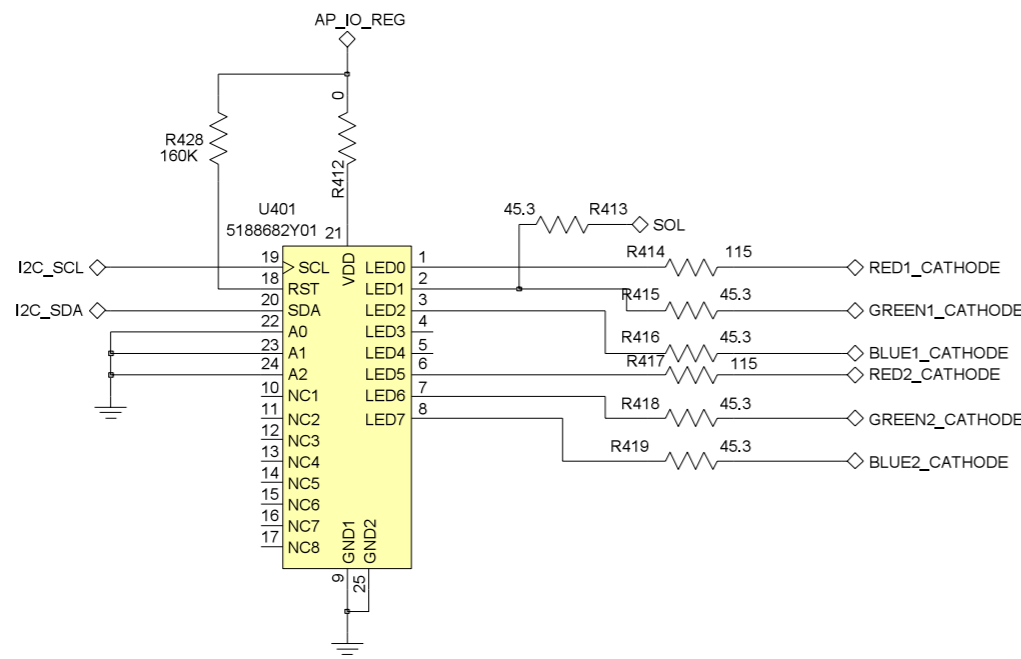 AP_IO_REG
0
R428
160K
R412
U401
5188682Y01
21
45.3 R413
SOL
I2C_SCL
19
SCL
VDD
LED0
1
R414 115
RED1_CATHODE
18
RST
LED1
2
R415 45.3
GREEN1_CATHODE
I2C_SDA
20
SDA
LED2
3
22
A0
LED3
4
R416 45.3
BLUE1_CATHODE
23
A1
LED4
5
R417 115
RED2_CATHODE
24
A2
LED5
6
10
NC1
LED6
7
R418 45.3
GREEN2_CATHODE
11
NC2
LED7
8
12
NC3
R419 45.3
BLUE2_CATHODE
13
NC4
14
NC5
15
NC6
16
NC7
17
NC8
GND1
GND2
9
25